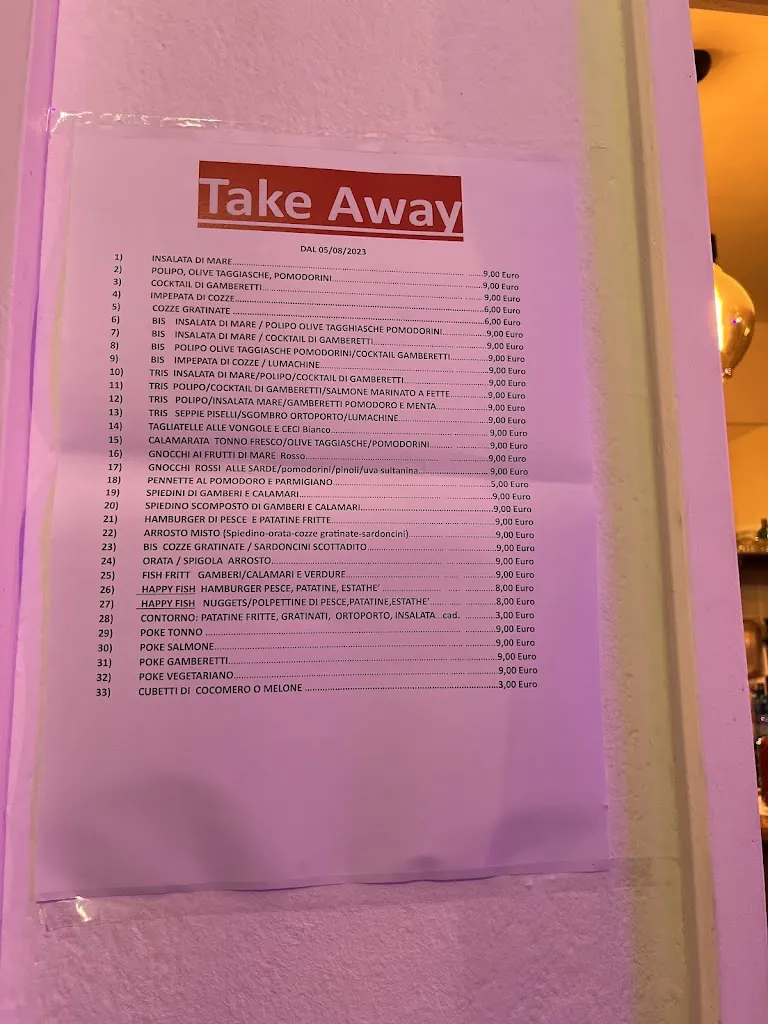 Take Away
DAL 05/08/2023
1) INSALATA DI MARE 9,00 Euro
2) POLIPO, OLIVE TAGGIASCHE, POMODORINI 9,00 Euro
3) COCKTAIL DI GAMBERETTI 9,00 Euro
4) IMPEPATA DI COZZE 6,00 Euro
5) COZZE GRATINATE 6,00 Euro
6) BIS INSALATA DI MARE / POLIPO OLIVE TAGGHIASCHE POMODORINI 9,00 Euro
7) BIS INSALATA DI MARE / COCKTAIL DI GAMBERETTI 9,00 Euro
8) BIS POLIPO OLIVE TAGGIASCHE POMODORINI/COCKTAIL GAMBERETTI 9,00 Euro
9) BIS IMPEPATA DI COZZE / LUMACHINE 9,00 Euro
10) TRIS INSALATA DI MARE/POLIPO/COCKTAIL DI GAMBERETTI 9,00 Euro
11) TRIS POLIPO/COCKTAIL DI GAMBERETTI/SALMONE MARINATO A FETTE 9,00 Euro
12) TRIS POLIPO/INSALATA MARE/GAMBERETTI POMODORO E MENTA 9,00 Euro
13) TRIS SEPPIE PISELLI/SGOMBRO ORTOPORTO/LUMACHINE 9,00 Euro
14) TAGLIATELLE ALLE VONGOLE E CECI Bianco 9,00 Euro
15) CALAMARATA TONNO FRESCO/OLIVE TAGGIASCHE/POMODORINI 9,00 Euro
16) GNOCCHI AI FRUTTI DI MARE Rosso 9,00 Euro
17) GNOCCHI ROSSI ALLE SARDE/pomodorini/pinoli/uva sultanina 9,00 Euro
18) PENNETTE AL POMODORO E PARMIGIANO 5,00 Euro
19) SPIEDINI DI GAMBERI E CALAMARI 9,00 Euro
20) SPIEDINO SCOMPOSTO DI GAMBERI E CALAMARI 9,00 Euro
21) HAMBURGER DI PESCE E PATATINE FRITTE 9,00 Euro
22) ARROSTO MISTO (Spiedino-orata-cozze gratinate-sardoncini) 9,00 Euro
23) BIS COZZE GRATINATE / SARDONCINI SCOTTADITO 9,00 Euro
24) ORATA / SPIGOLA ARROSTO 9,00 Euro
25) FISH FRITT GAMBERI/CALAMARI E VERDURE 9,00 Euro
26) HAPPY FISH HAMBURGER PESCE, PATATINE, ESTATHE' 8,00 Euro
27) HAPPY FISH NUGGETS/POLPETTINE DI PESCE,PATATINE,ESTATHE' 8,00 Euro
28) CONTORNO: PATATINE FRITTE, GRATINATI, ORTOPORTO, INSALATA cad. 3,00 Euro
29) POKE TONNO 9,00 Euro
30) POKE SALMONE 9,00 Euro
31) POKE GAMBERETTI 9,00 Euro
32) POKE VEGETARIANO 9,00 Euro
33) CUBETTI DI COCOMERO O MELONE 3,00 Euro